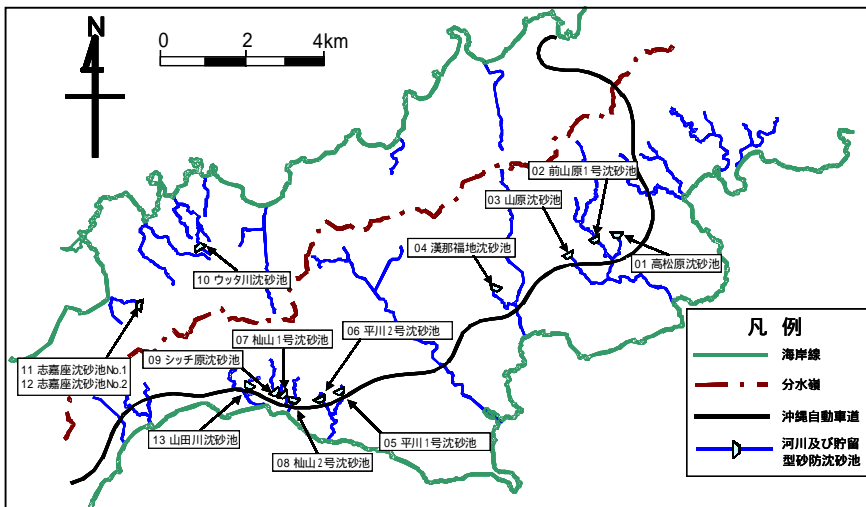 N
0 2 4km
02 前山原1号沈砂池
03 山原沈砂池
04 漢那福地沈砂池
01 高松原沈砂池
10 ウッタ川沈砂池
07 杣山1号沈砂池
06 平川2号沈砂池
09 シッチ原沈砂池
11 志嘉座沈砂池No.1
12 志嘉座沈砂池No.2
13 山田川沈砂池
05 平川1号沈砂池
08 杣山2号沈砂池
凡 例
海岸線
分水嶺
沖縄自動車道
河川及び貯留
型砂防沈砂池